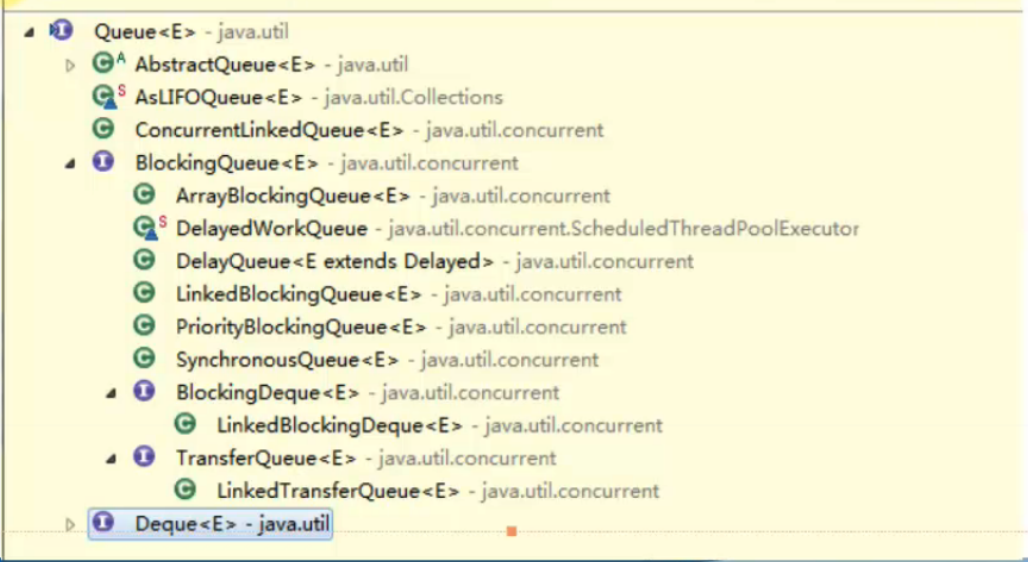 Queue<E> - java.util
AbstractQueue<E> - java.util
AsLIFOQueue<E> - java.util.Collections
ConcurrentLinkedQueue<E> - java.util.concurrent
BlockingQueue<E> - java.util.concurrent
ArrayBlockingQueue<E> - java.util.concurrent
DelayedWorkQueue - java.util.concurrent.ScheduledThreadPoolExecutor
DelayQueue<E extends Delayed> - java.util.concurrent
LinkedBlockingQueue<E> - java.util.concurrent
PriorityBlockingQueue<E> - java.util.concurrent
SynchronousQueue<E> - java.util.concurrent
BlockingDeque<E> - java.util.concurrent
LinkedBlockingDeque<E> - java.util.concurrent
TransferQueue<E> - java.util.concurrent
LinkedTransferQueue<E> - java.util.concurrent
Deque<E> - java.util